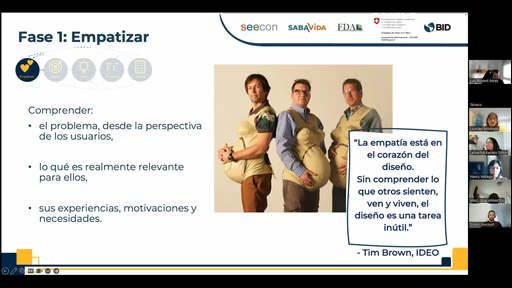 Fase 1: Empatizar
seecon
SABAVIDA
FDAL
BID
Comprender:
• el problema, desde la perspectiva
de los usuarios,
• lo qué es realmente relevante
para ellos,
• sus experiencias, motivaciones y
necesidades.
“La empatía está en
el corazón del
diseño.
Sin comprender lo
que otros sienten,
ven y viven, el
diseño es una tarea
inútil.”
- Tim Brown, IDEO